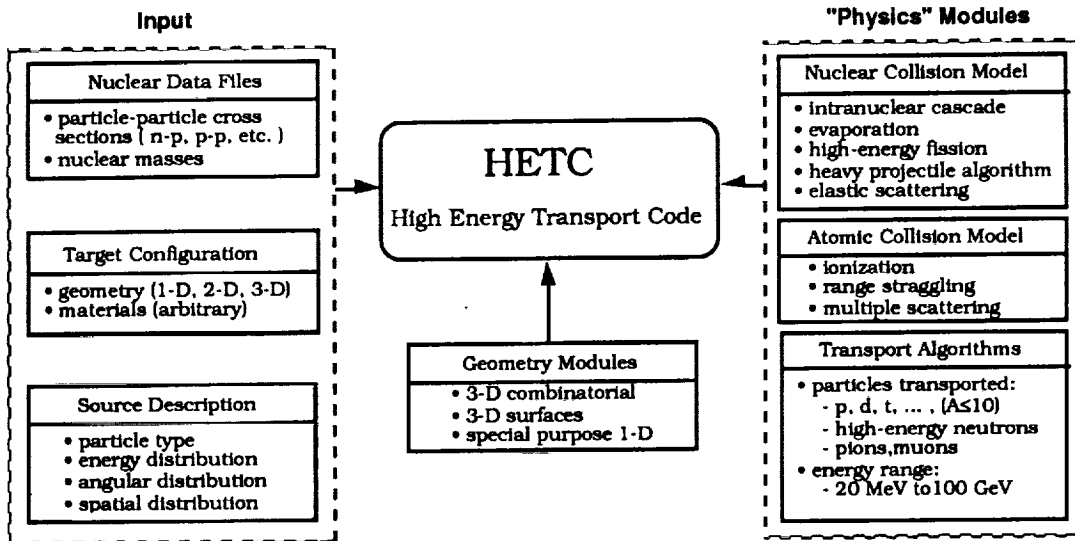 Input
Nuclear Data Files
• particle-particle cross
sections ( n-p, p-p, etc. )
• nuclear masses
Target Configuration
• geometry (1-D, 2-D, 3-D)
• materials (arbitrary)
Source Description
• particle type
• energy distribution
• angular distribution
• spatial distribution
HETC
High Energy Transport Code
Geometry Modules
• 3-D combinatorial
• 3-D surfaces
• special purpose 1-D
"Physics" Modules
Nuclear Collision Model
• intranuclear cascade
• evaporation
• high-energy fission
• heavy projectile algorithm
• elastic scattering
Atomic Collision Model
• ionization
• range straggling
• multiple scattering
Transport Algorithms
• particles transported:
- p, d, t, ... , (A≤10)
- high-energy neutrons
- pions,muons
• energy range:
- 20 MeV to100 GeV